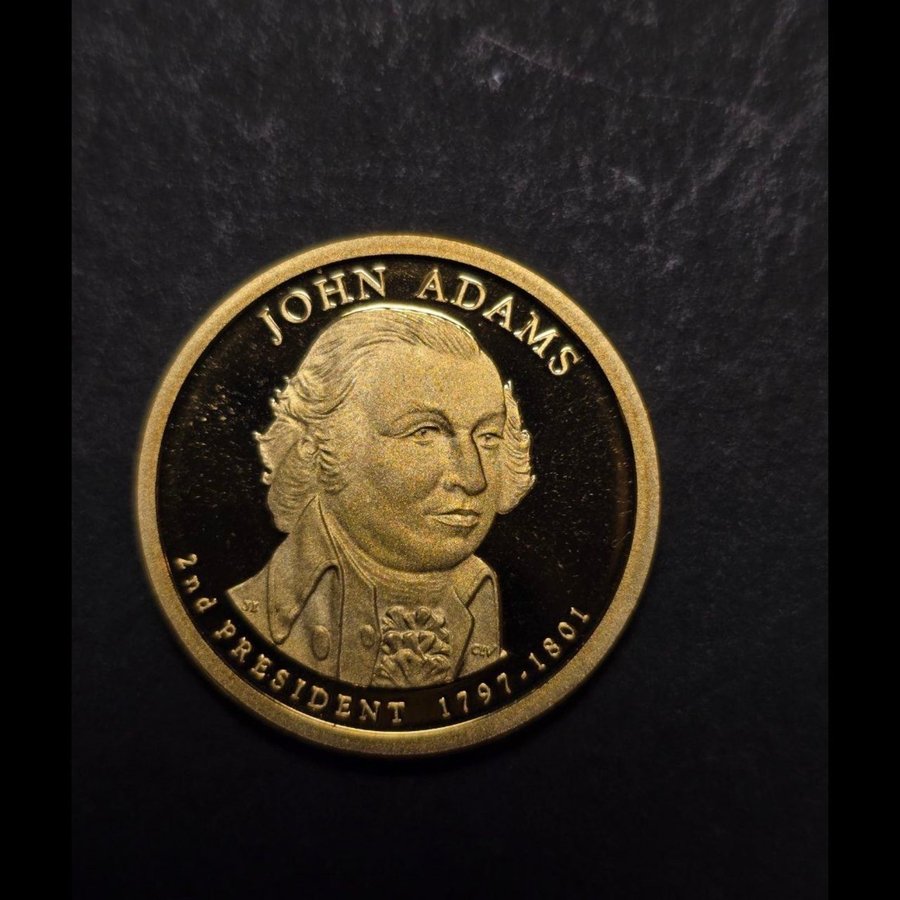 JOHN ADAMS
2nd PRESIDENT 1797-1801